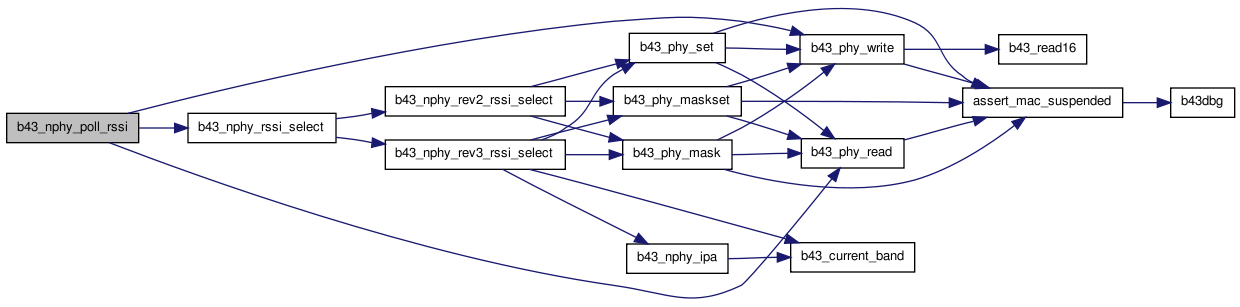 b43_nphy_poll_rssi
b43_nphy_rssi_select
b43_nphy_rev2_rssi_select
b43_nphy_rev3_rssi_select
b43_phy_set
b43_phy_maskset
b43_phy_mask
b43_nphy_ipa
b43_phy_write
b43_phy_read
b43_current_band
b43_read16
assert_mac_suspended
b43dbg